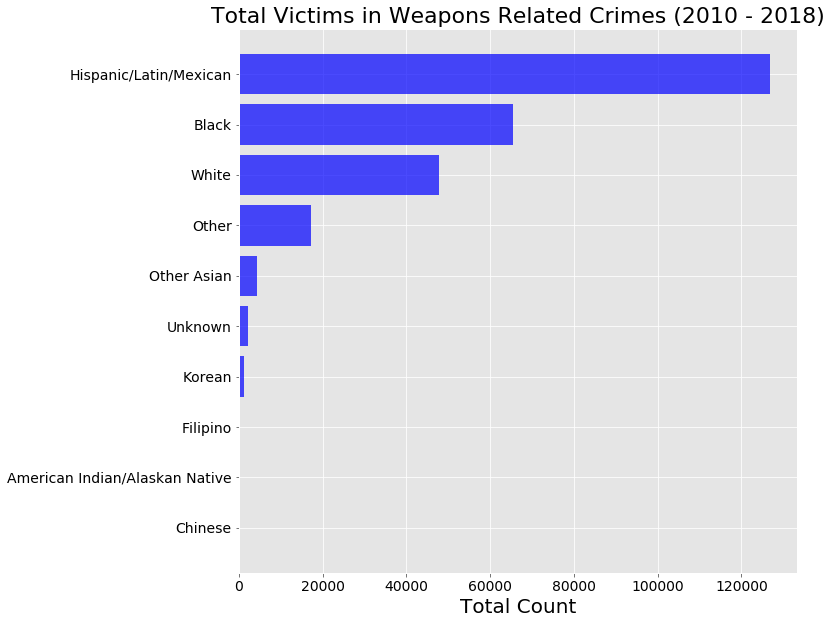 Total Victims in Weapons Related Crimes (2010 - 2018)
Hispanic/Latin/Mexican
Black
White
Other
Other Asian
Unknown
Korean
Filipino
American Indian/Alaskan Native
Chinese
0 20000 40000 60000 80000 100000 120000
Total Count